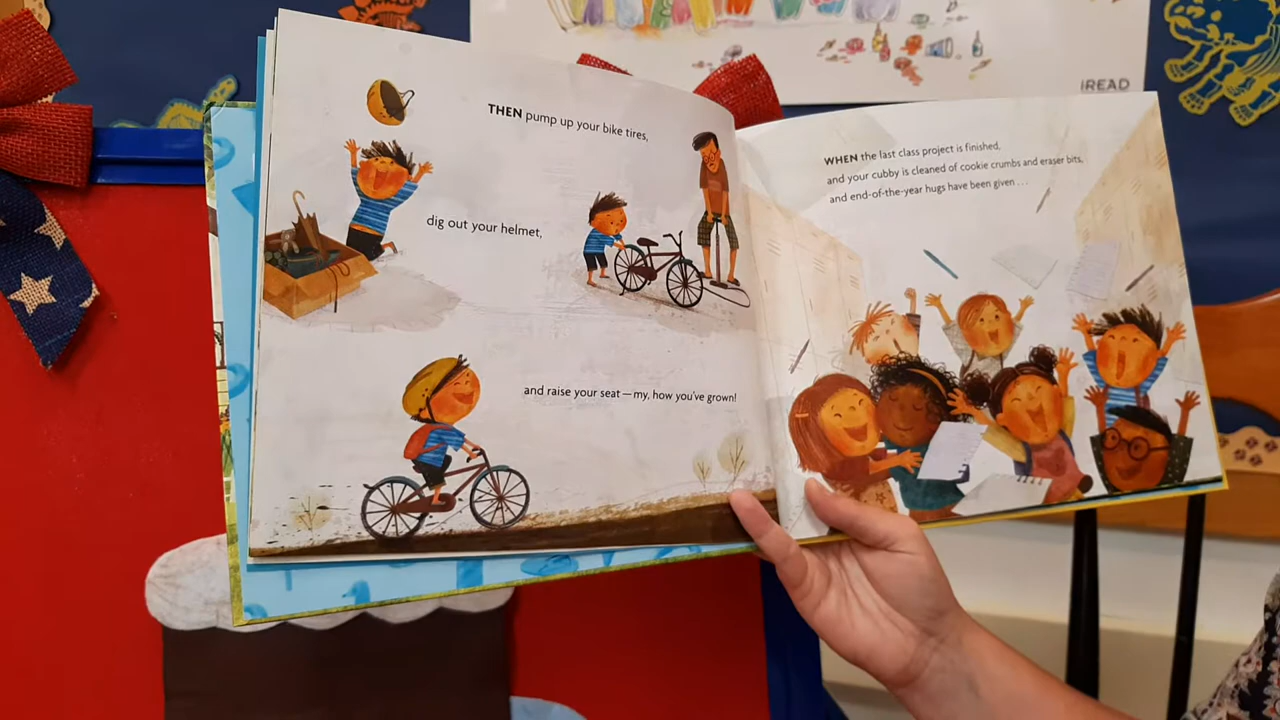 THEN pump up your bike tires,
dig out your helmet,
and raise your seat — my, how you've grown!
WHEN the last class project is finished,
and your cubby is cleaned of cookie crumbs and eraser bits,
and end-of-the-year hugs have been given . . .
iREAD